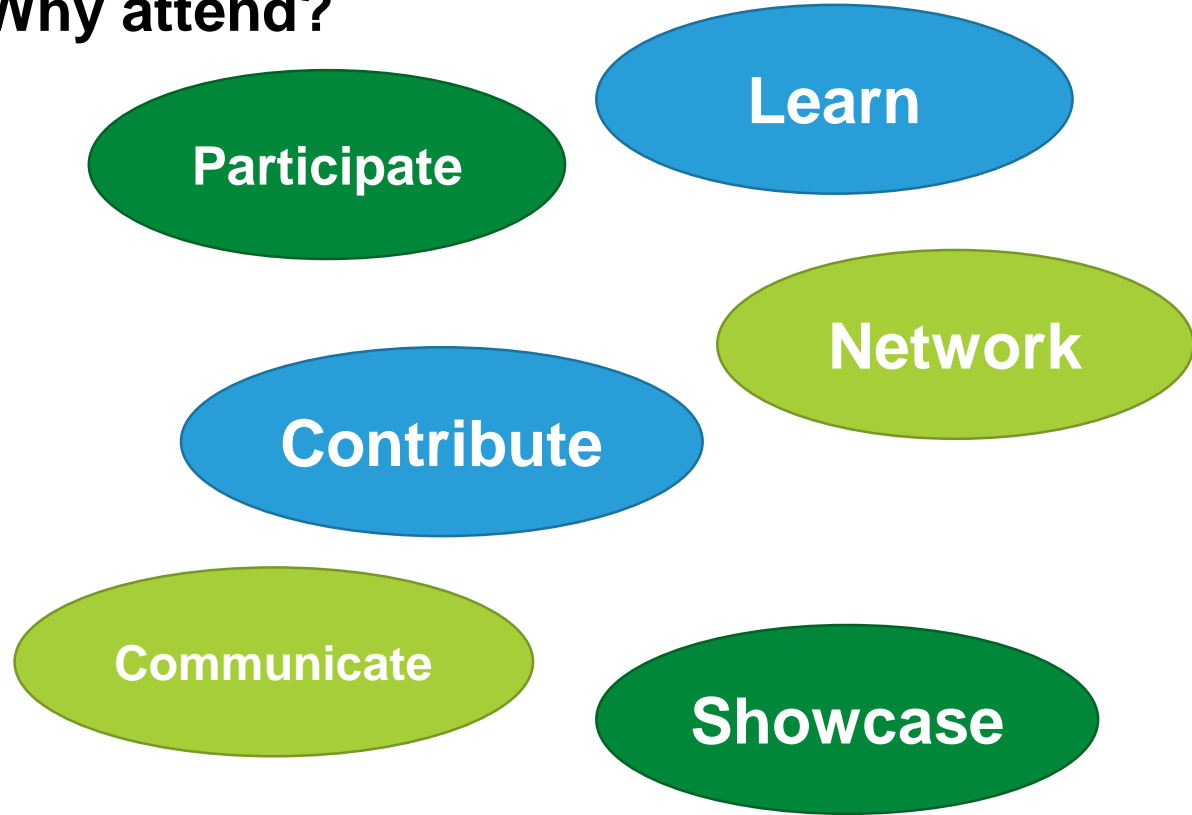 Why attend?
Learn
Participate
Network
Contribute
Communicate
Showcase